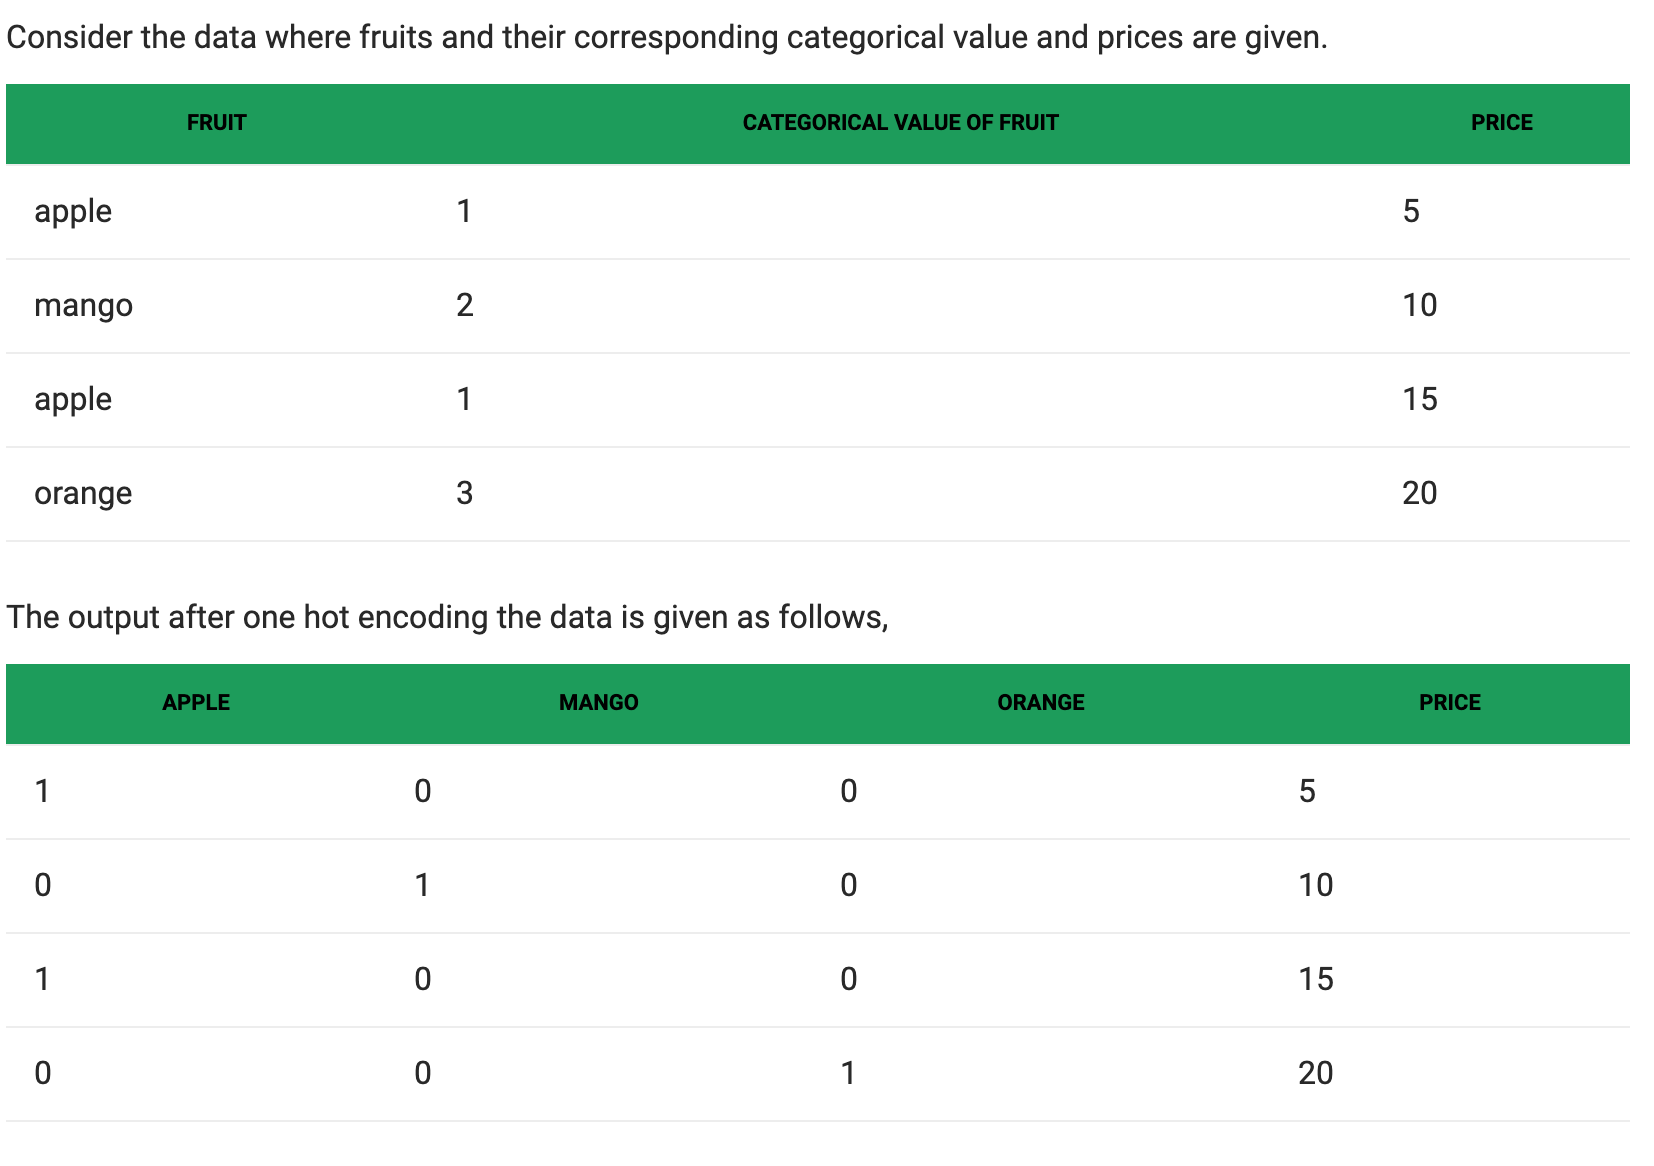 Consider the data where fruits and their corresponding categorical value and prices are given.
FRUIT CATEGORICAL VALUE OF FRUIT PRICE
apple 1 5
mango 2 10
apple 1 15
orange 3 20
The output after one hot encoding the data is given as follows,
APPLE MANGO ORANGE PRICE
1 0 0 5
0 1 0 10
1 0 0 15
0 0 1 20